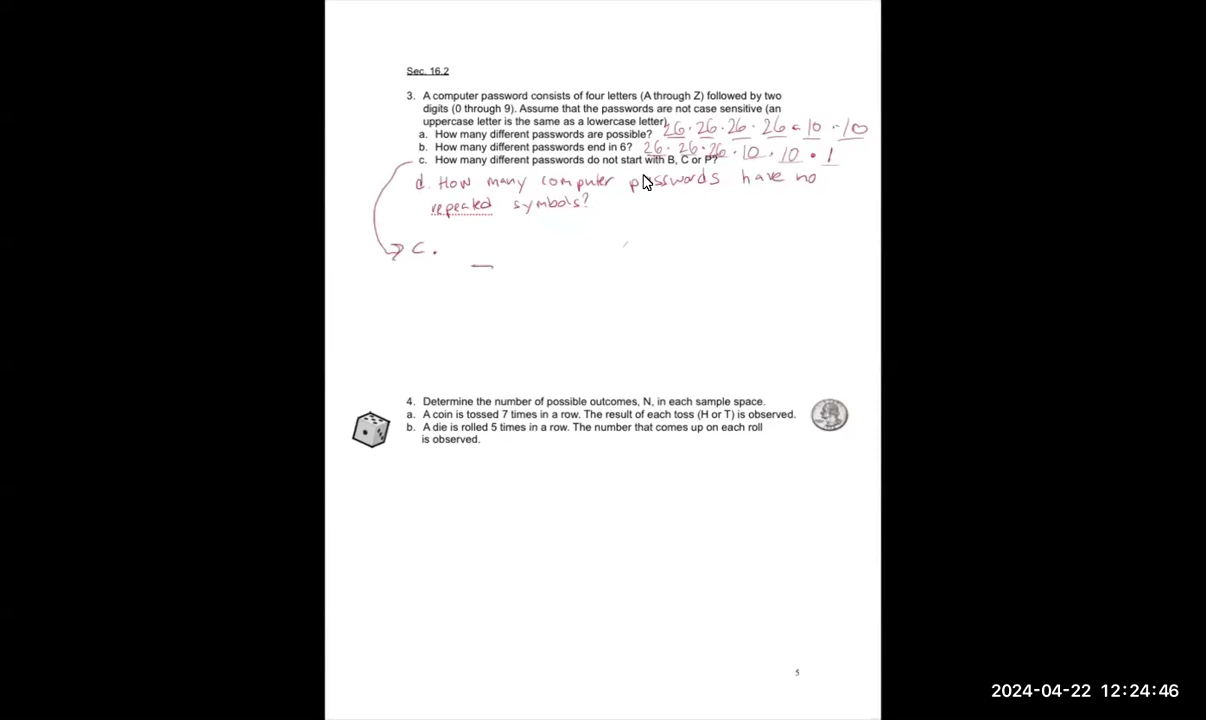 Sec. 16.2
3. A computer password consists of four letters (A through Z) followed by two
digits (0 through 9). Assume that the passwords are not case sensitive (an
uppercase letter is the same as a lowercase letter).
a. How many different passwords are possible? 26 · 26 · 26 · 26 · 10 · 10
b. How many different passwords end in 6? 26 · 26 · 26 · 10 · 10 · 1
c. How many different passwords do not start with B, C or P?
d. How many computer passwords have no
repeated symbols?
c.
4. Determine the number of possible outcomes, N, in each sample space.
a. A coin is tossed 7 times in a row. The result of each toss (H or T) is observed.
b. A die is rolled 5 times in a row. The number that comes up on each roll
is observed.
5
2024-04-22 12:24:46